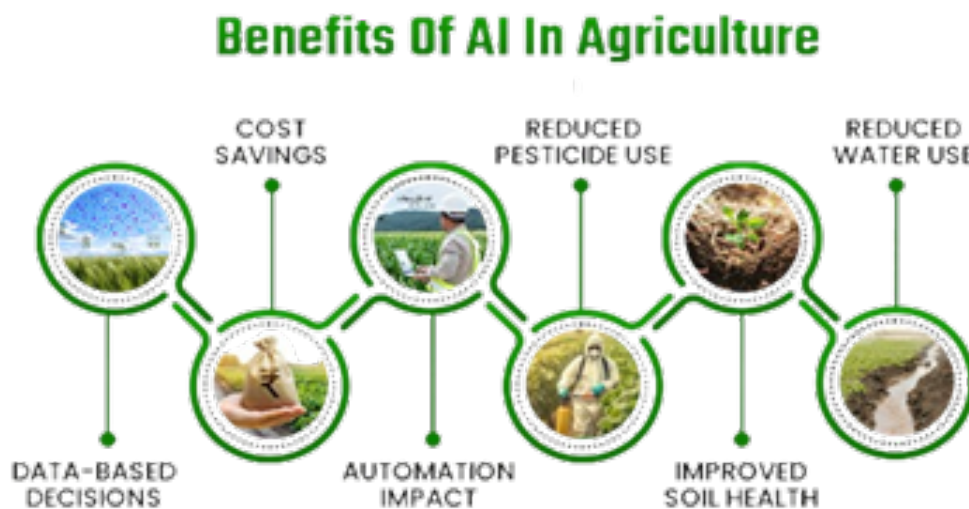 Benefits Of AI In Agriculture
COST
SAVINGS
REDUCED
PESTICIDE USE
REDUCED
WATER USE
₹
DATA-BASED
DECISIONS
AUTOMATION
IMPACT
IMPROVED
SOIL HEALTH